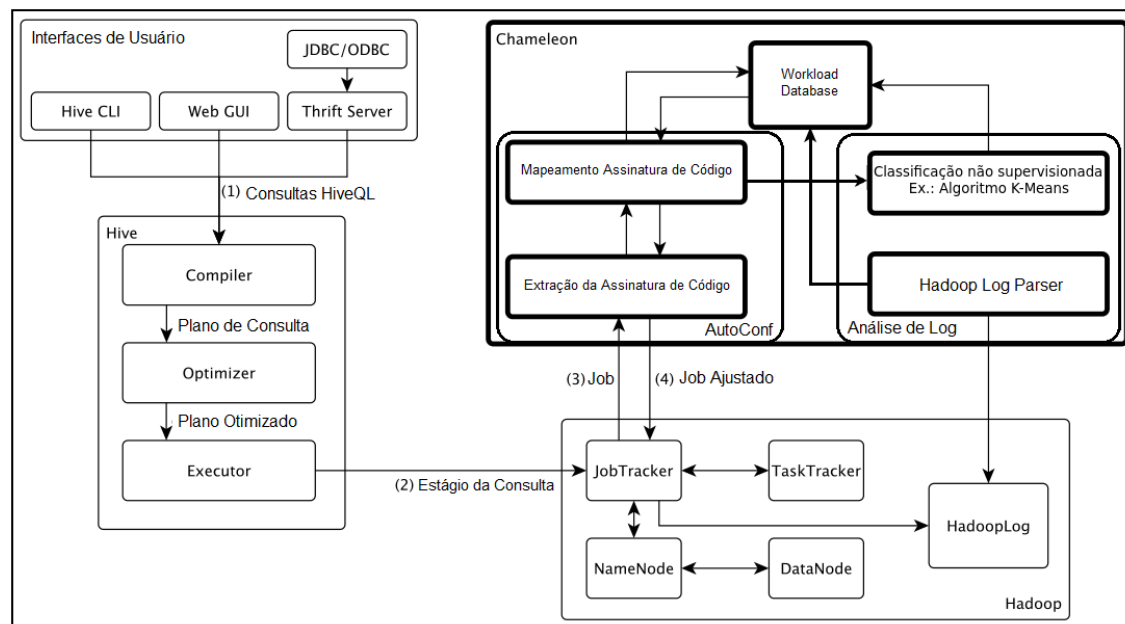 Interfaces de Usuário
JDBC/ODBC
Hive CLI
Web GUI
Thrift Server
(1) Consultas HiveQL
Hive
Compiler
Plano de Consulta
Optimizer
Plano Otimizado
Executor
(2) Estágio da Consulta
Chameleon
Workload
Database
Mapeamento Assinatura de Código
Classificação não supervisionada
Ex.: Algoritmo K-Means
Extração da Assinatura de Código
Hadoop Log Parser
AutoConf
Análise de Log
(3) Job
(4) Job Ajustado
JobTracker
TaskTracker
HadoopLog
NameNode
DataNode
Hadoop